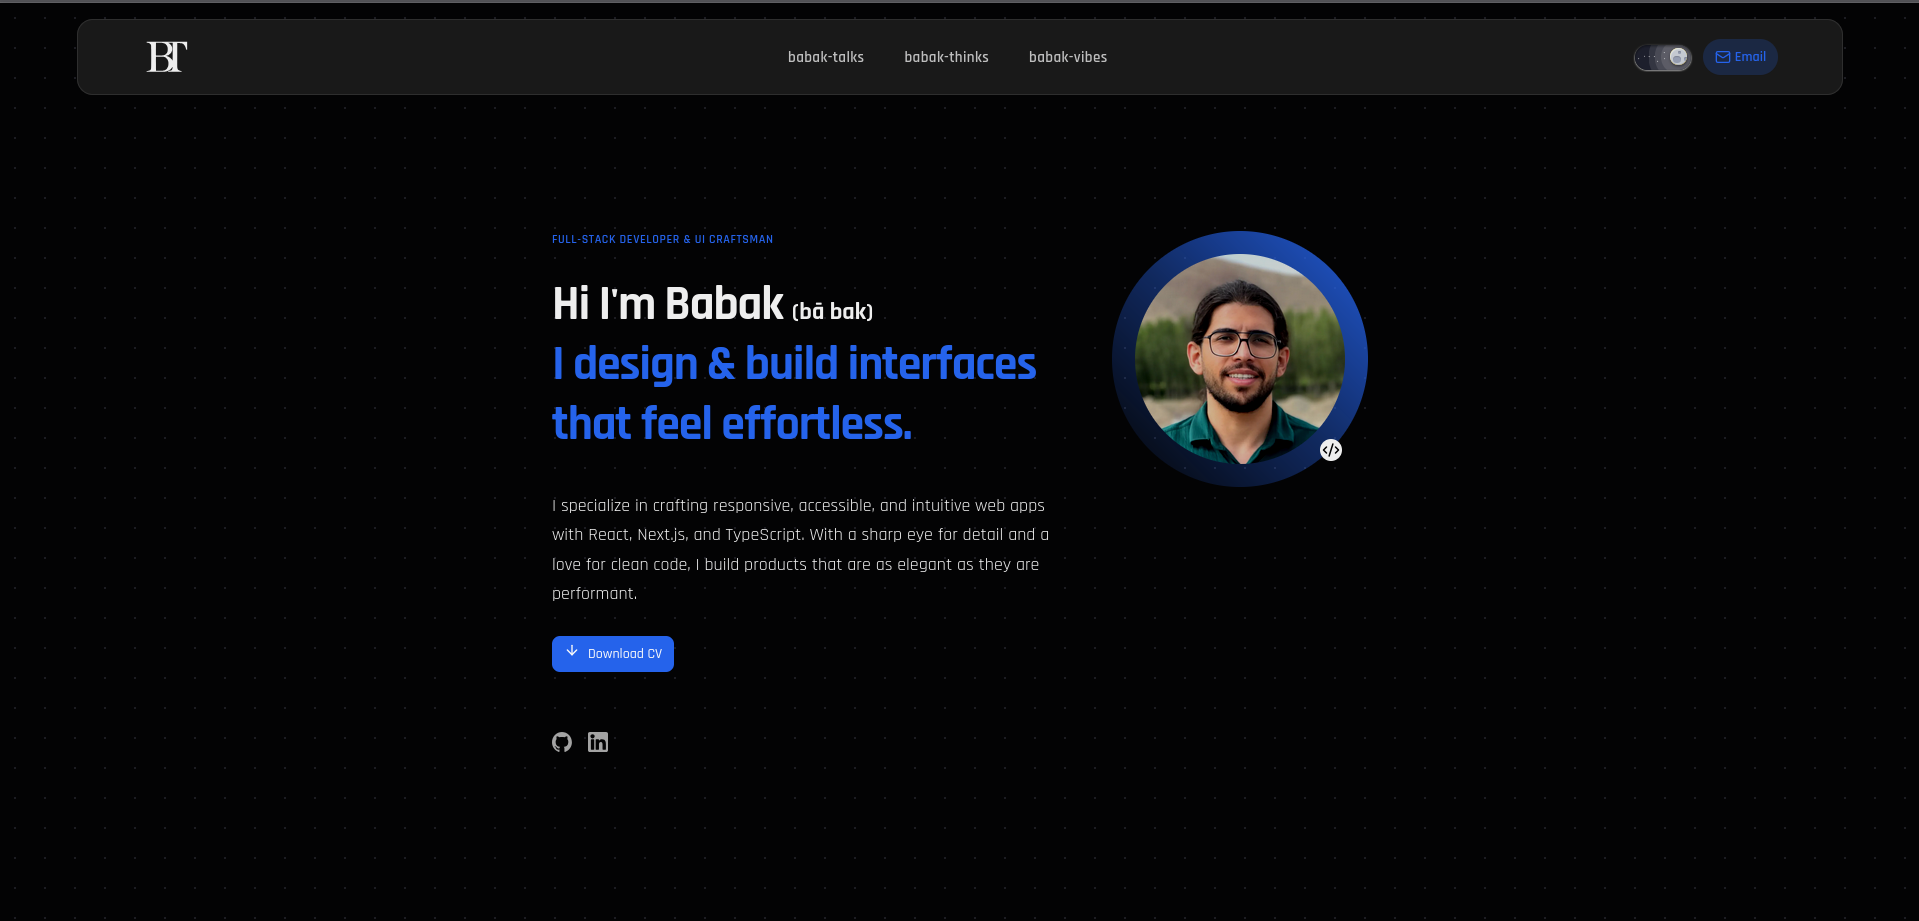 BT
babak-talks babak-thinks babak-vibes
Email
FULL-STACK DEVELOPER & UI CRAFTSMAN
Hi I'm Babak (bā bak)
I design & build interfaces
that feel effortless.
I specialize in crafting responsive, accessible, and intuitive web apps
with React, Next.js, and TypeScript. With a sharp eye for detail and a
love for clean code, I build products that are as elegant as they are
performant.
Download CV
in